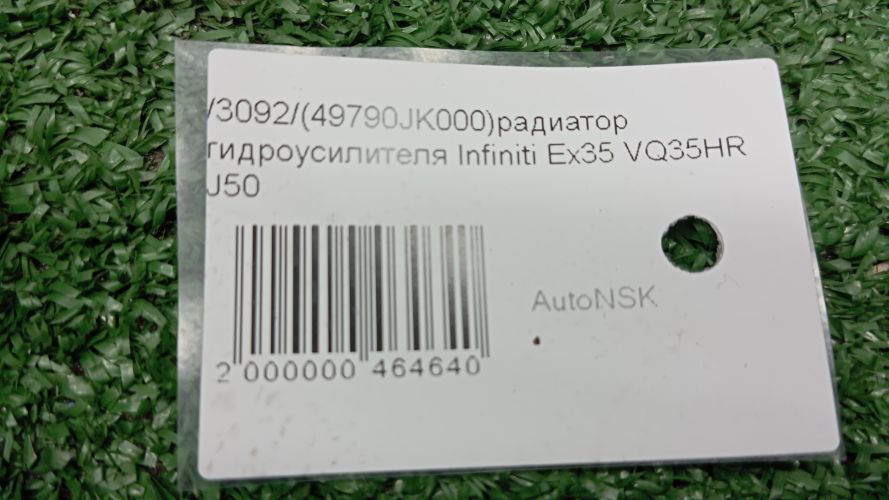 /3092/(49790JK000)радиатор
гидроусилителя Infiniti Ex35 VQ35HR
J50
AutoNSK
2 000000 464640